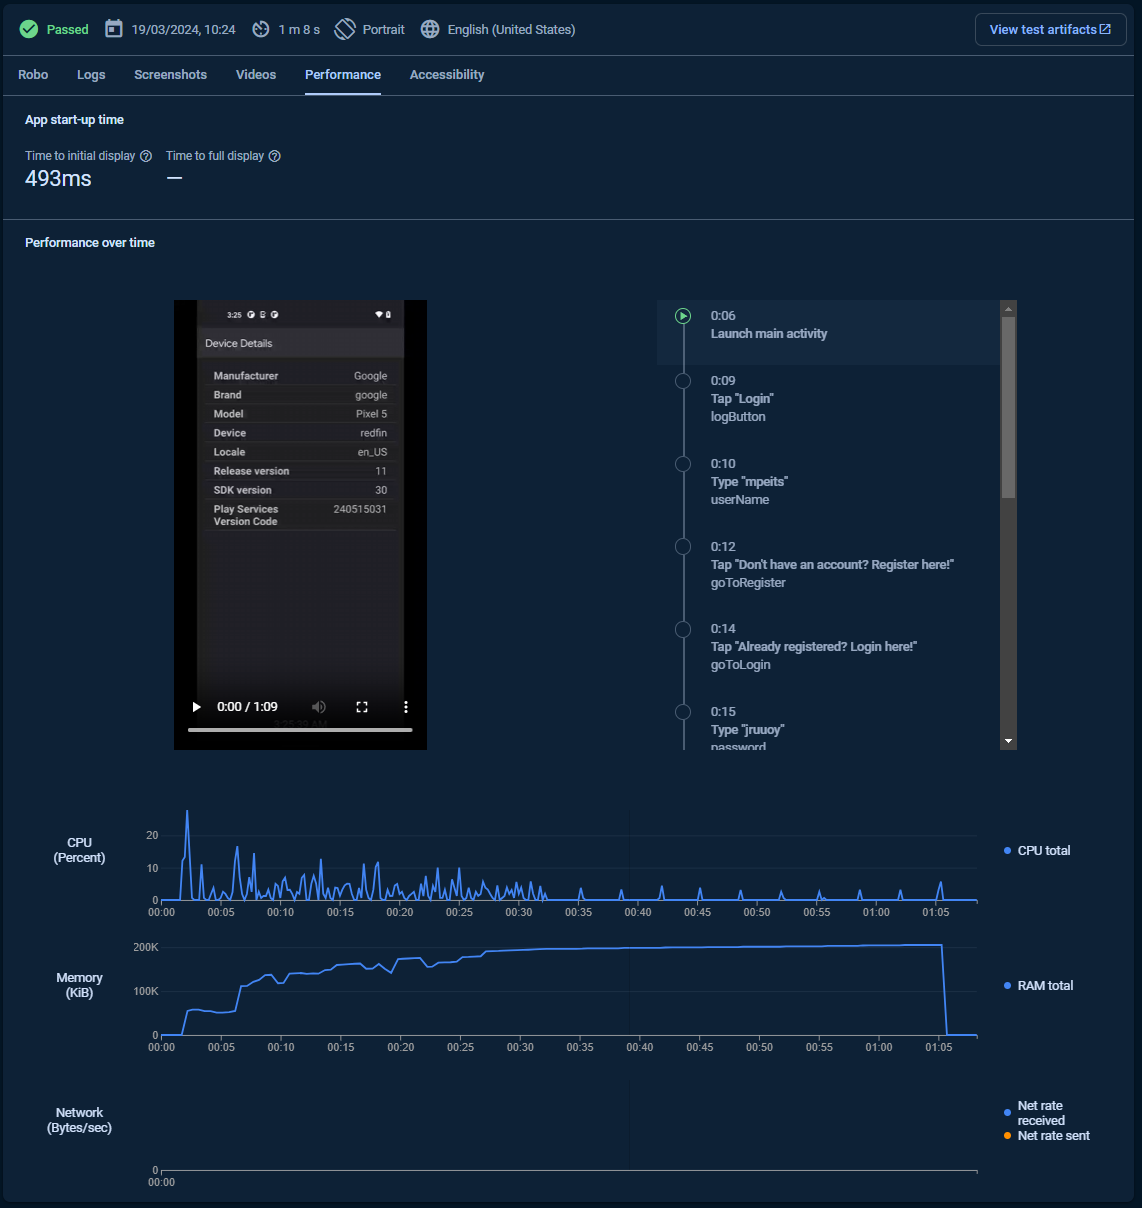 Passed 19/03/2024, 10:24 1 m 8 s Portrait English (United States) View test artifacts
Robo Logs Screenshots Videos Performance Accessibility
App start-up time
Time to initial display Time to full display
493ms —
Performance over time
3:25
Device Details
Manufacturer Google
Brand google
Model Pixel 5
Device redfin
Locale en_US
Release version 11
SDK version 30
Play Services 240515031
Version Code
0:00 / 1:09
3:25:29 AM
0:06
Launch main activity
0:09
Tap "Login"
logButton
0:10
Type "mpeits"
userName
0:12
Tap "Don't have an account? Register here!"
goToRegister
0:14
Tap "Already registered? Login here!"
goToLogin
0:15
Type "jruuoy"
password
CPU
(Percent)
20
10
0
00:00 00:05 00:10 00:15 00:20 00:25 00:30 00:35 00:40 00:45 00:50 00:55 01:00 01:05
CPU total
Memory
(KiB)
200K
100K
0
00:00 00:05 00:10 00:15 00:20 00:25 00:30 00:35 00:40 00:45 00:50 00:55 01:00 01:05
RAM total
Network
(Bytes/sec)
0
00:00
Net rate
received
Net rate sent